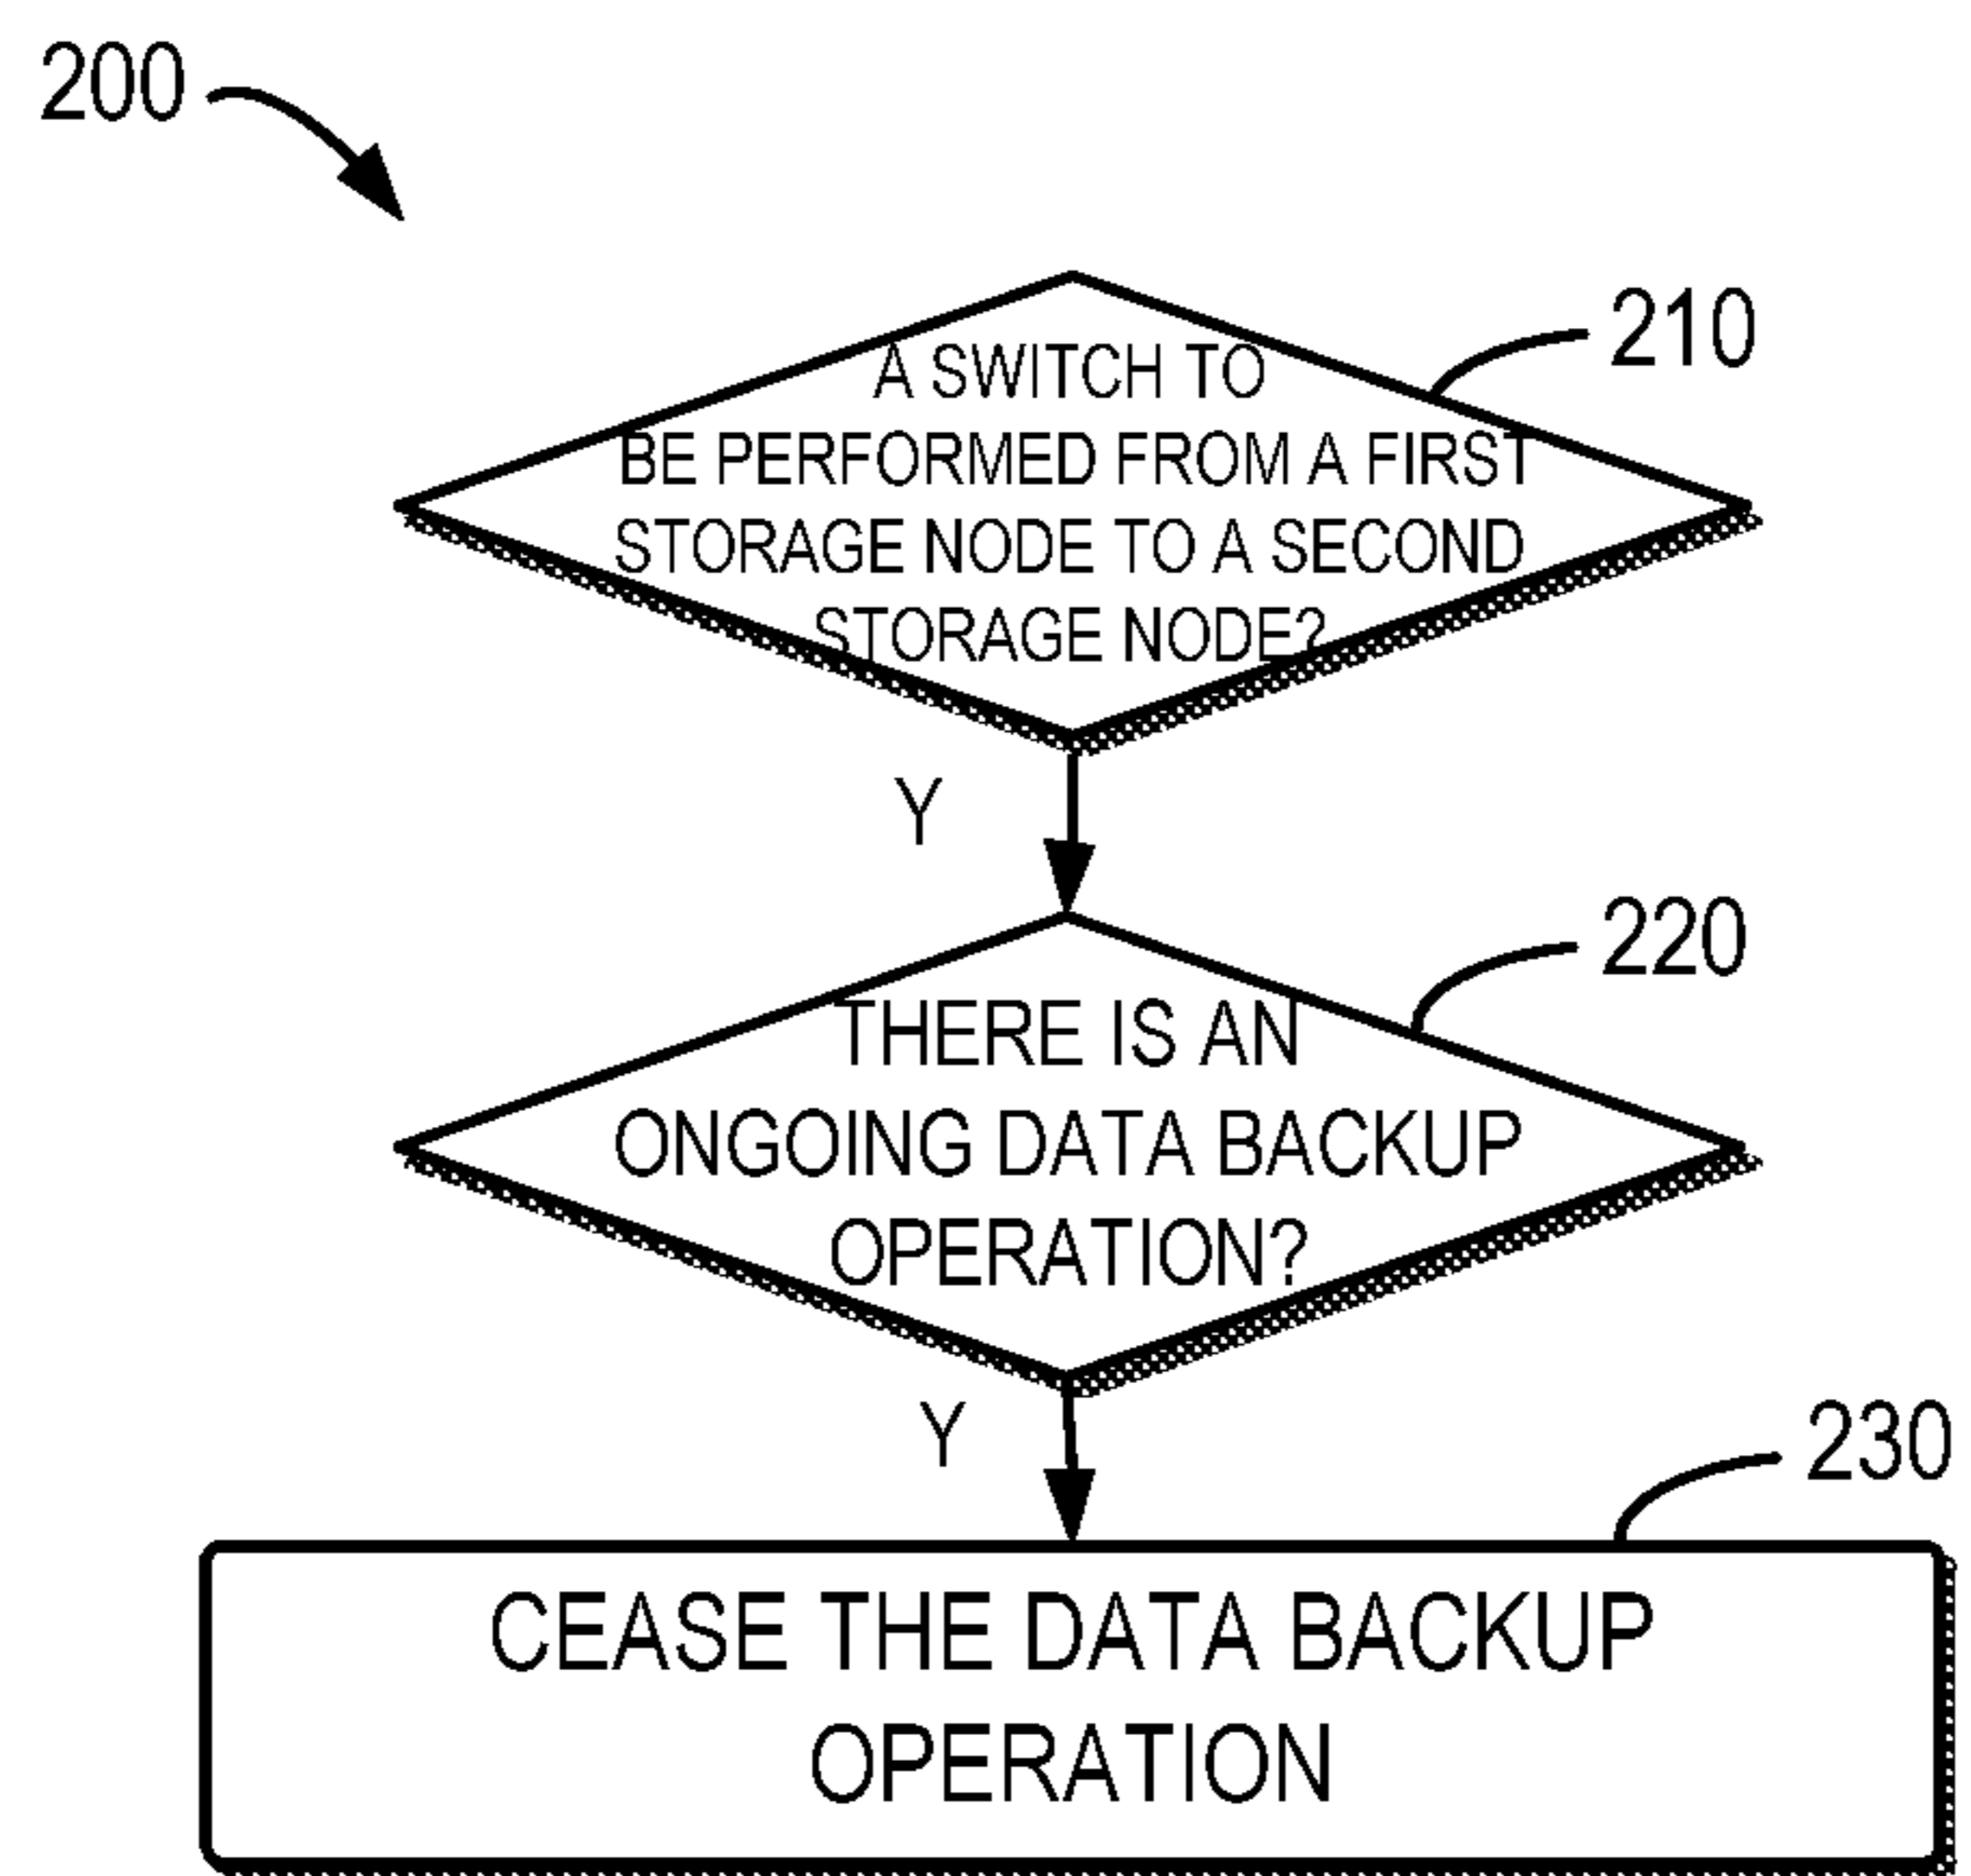 200
210
A SWITCH TO
BE PERFORMED FROM A FIRST
STORAGE NODE TO A SECOND
STORAGE NODE?
Y
220
THERE IS AN
ONGOING DATA BACKUP
OPERATION?
Y
230
CEASE THE DATA BACKUP
OPERATION